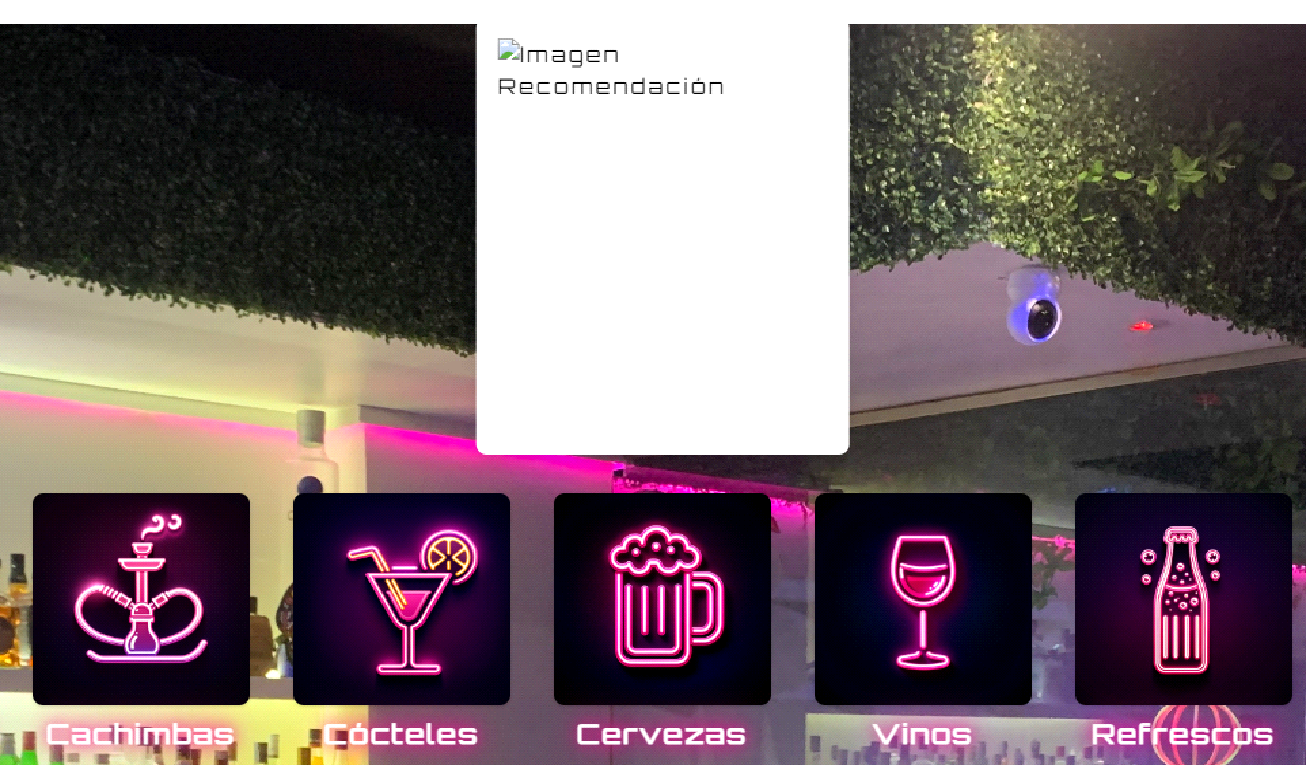 Imagen
Recomendación
Cachimbas
Cócteles
Cervezas
Vinos
Refrescos